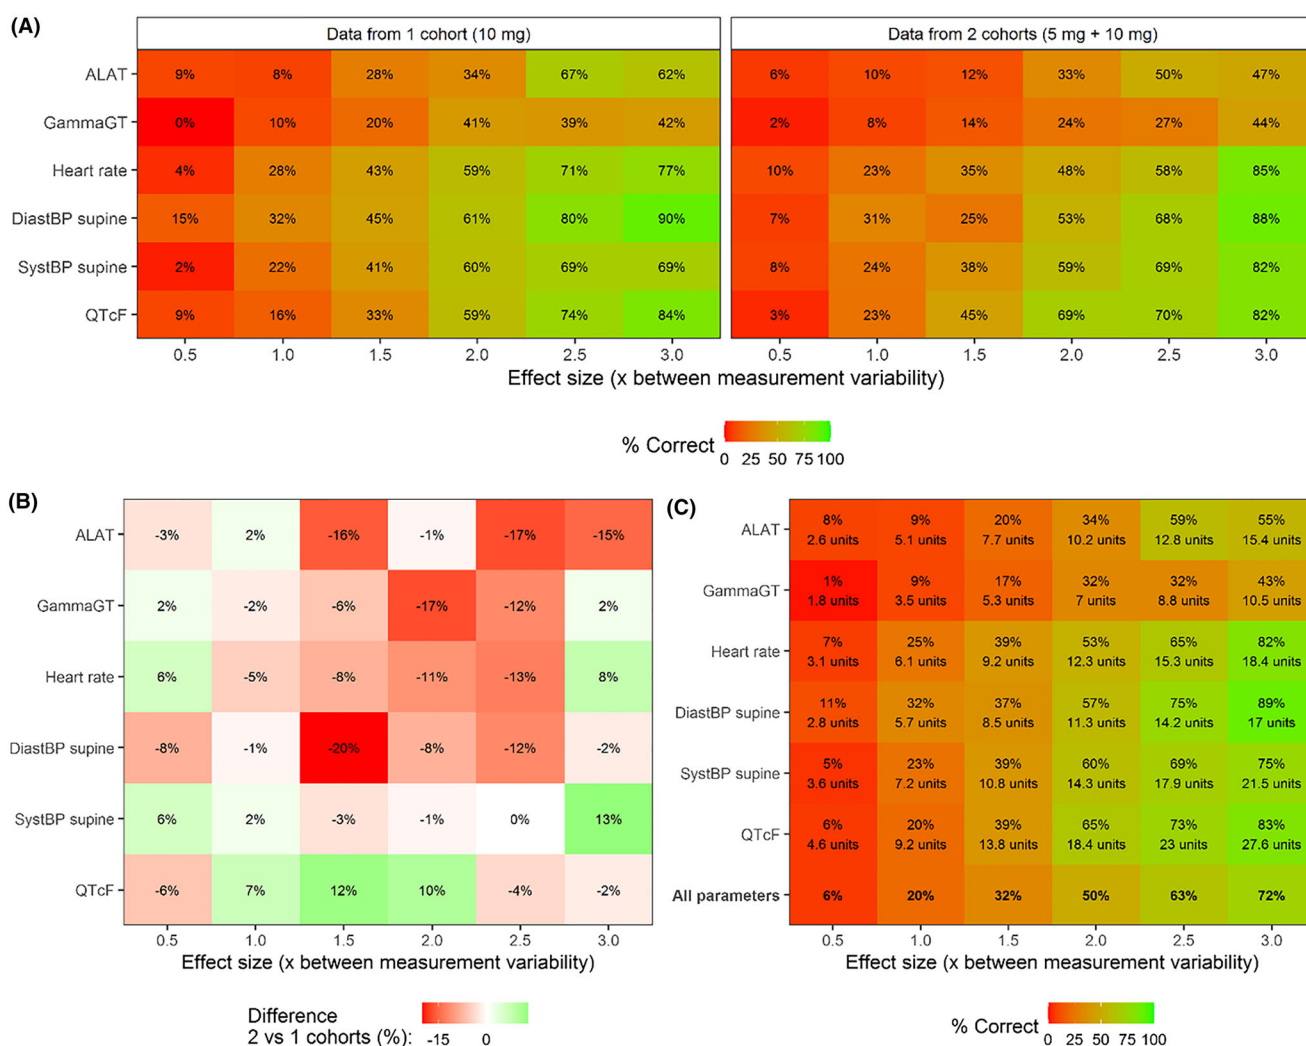 (A)
Data from 1 cohort (10 mg) Data from 2 cohorts (5 mg + 10 mg)
ALAT 9% 8% 28% 34% 67% 62% 6% 10% 12% 33% 50% 47%
GammaGT 0% 10% 20% 41% 39% 42% 2% 8% 14% 24% 27% 44%
Heart rate 4% 28% 43% 59% 71% 77% 10% 23% 35% 48% 58% 85%
DiastBP supine 15% 32% 45% 61% 80% 90% 7% 31% 25% 53% 68% 88%
SystBP supine 2% 22% 41% 60% 69% 69% 8% 24% 38% 59% 69% 82%
QTcF 9% 16% 33% 59% 74% 84% 3% 23% 45% 69% 70% 82%
0.5 1.0 1.5 2.0 2.5 3.0 0.5 1.0 1.5 2.0 2.5 3.0
Effect size (x between measurement variability)
% Correct
0 25 50 75 100
(B)
ALAT -3% 2% -16% -1% -17% -15%
GammaGT 2% -2% -6% -17% -12% 2%
Heart rate 6% -5% -8% -11% -13% 8%
DiastBP supine -8% -1% -20% -8% -12% -2%
SystBP supine 6% 2% -3% -1% 0% 13%
QTcF -6% 7% 12% 10% -4% -2%
0.5 1.0 1.5 2.0 2.5 3.0
Effect size (x between measurement variability)
Difference
2 vs 1 cohorts (%): -15 0
(C)
ALAT
8% 9% 20% 34% 59% 55%
2.6 units 5.1 units 7.7 units 10.2 units 12.8 units 15.4 units
GammaGT
1% 9% 17% 32% 32% 43%
1.8 units 3.5 units 5.3 units 7 units 8.8 units 10.5 units
Heart rate
7% 25% 39% 53% 65% 82%
3.1 units 6.1 units 9.2 units 12.3 units 15.3 units 18.4 units
DiastBP supine
11% 32% 37% 57% 75% 89%
2.8 units 5.7 units 8.5 units 11.3 units 14.2 units 17 units
SystBP supine
5% 23% 39% 60% 69% 75%
3.6 units 7.2 units 10.8 units 14.3 units 17.9 units 21.5 units
QTcF
6% 20% 39% 65% 73% 83%
4.6 units 9.2 units 13.8 units 18.4 units 23 units 27.6 units
All parameters 6% 20% 32% 50% 63% 72%
0.5 1.0 1.5 2.0 2.5 3.0
Effect size (x between measurement variability)
% Correct
0 25 50 75 100